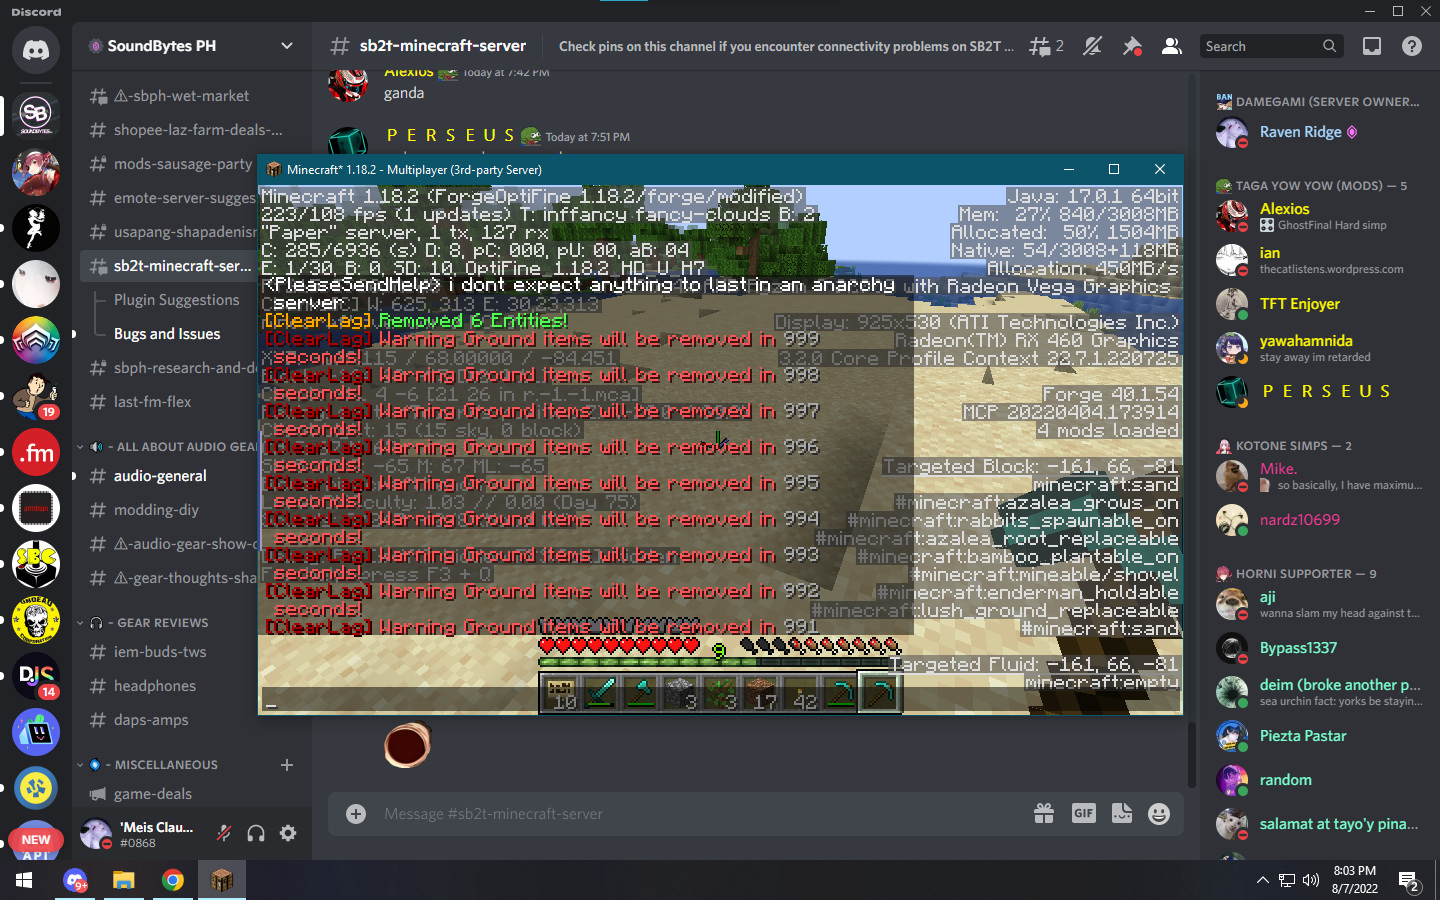 Discord
SoundBytes PH
sb2t-minecraft-server
Check pins on this channel if you encounter connectivity problems on SB2T ...
2
Search
⚠-sbph-wet-market
shopee-laz-farm-deals-...
mods-sausage-party
emote-server-sugges
usapang-shapadenism
sb2t-minecraft-ser...
Plugin Suggestions
Bugs and Issues
sbph-research-and-de
last-fm-flex
- ALL ABOUT AUDIO GEA
audio-general
modding-diy
⚠-audio-gear-show-o
⚠-gear-thoughts-sha
- GEAR REVIEWS
iem-buds-tws
headphones
daps-amps
- MISCELLANEOUS
game-deals
'Meis Clau...
#0868
SB
SOUNDBYTES
19
.fm
SBC
UNDEAD
DJS
14
NEW
API
Alexios Today at 7:42 PM
ganda
P E R S E U S Today at 7:51 PM
Minecraft* 1.18.2 - Multiplayer (3rd-party Server)
Minecraft 1.18.2 (ForgeOptiFine 1.18.2/forge/modified)
223/108 fps (1 updates) T: inffancy fancy-clouds B: 2
"Paper" server, 1 tx, 127 rx
C: 285/6936 (s) D: 8, pC: 000, pU: 00, aB: 04
E: 1/30, B: 0, SD: 10, OptiFine_1.18.2_HD_U_H7
<PleaseSendHelp> i dont expect anything to last in an anarchy
server
[ClearLag] Removed 6 Entities!
[ClearLag] Warning Ground items will be removed in 999
seconds!
[ClearLag] Warning Ground items will be removed in 998
seconds!
[ClearLag] Warning Ground items will be removed in 997
seconds!
[ClearLag] Warning Ground items will be removed in 996
seconds!
[ClearLag] Warning Ground items will be removed in 995
seconds!
[ClearLag] Warning Ground items will be removed in 994
seconds!
[ClearLag] Warning Ground items will be removed in 993
seconds!
[ClearLag] Warning Ground items will be removed in 992
seconds!
[ClearLag] Warning Ground items will be removed in 991
Java: 17.0.1 64bit
Mem: 27% 840/3008MB
Allocated: 50% 1504MB
Native: 54/3008+118MB
Allocation: 450MB/s
with Radeon Vega Graphics
Display: 925x530 (ATI Technologies Inc.)
Radeon(TM) RX 460 Graphics
3.2.0 Core Profile Context 22.7.1.220725
Forge 40.1.54
MCP 20220404.173914
4 mods loaded
Targeted Block: -161, 66, -81
minecraft:sand
#minecraft:azalea_grows_on
#minecraft:rabbits_spawnable_on
#minecraft:azalea_root_replaceable
#minecraft:bamboo_plantable_on
#minecraft:mineable/shovel
#minecraft:enderman_holdable
#minecraft:lush_ground_replaceable
#minecraft:sand
Targeted Fluid: -161, 66, -81
minecraft:empty
9
10 3 3 17 42
Message #sb2t-minecraft-server
GIF
DAMEGAMI (SERVER OWNER...
Raven Ridge
TAGA YOW YOW (MODS) — 5
Alexios
GhostFinal Hard simp
ian
thecatlistens.wordpress.com
TFT Enjoyer
yawahamnida
stay away im retarded
P E R S E U S
KOTONE SIMPS — 2
Mike.
so basically, I have maximu...
nardz10699
HORNI SUPPORTER — 9
aji
wanna slam my head against t...
Bypass1337
deim (broke another p...
sea urchin fact: yorks be stayin...
Piezta Pastar
random
salamat at tayo'y pina...
9+
8:03 PM
8/7/2022
2